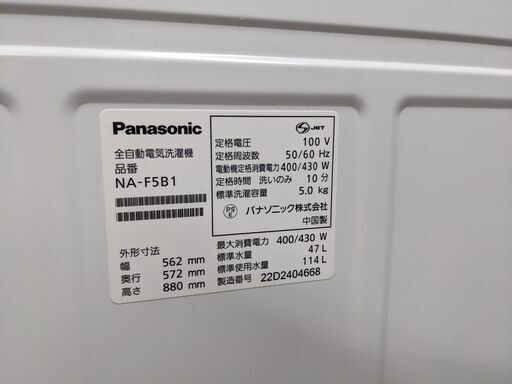 Panasonic
全自動電気洗濯機
品番
NA-F5B1
外形寸法
幅 562 mm
奥行 572 mm
高さ 880 mm
S JET
定格電圧 100 V
定格周波数 50/60 Hz
電動機定格消費電力 400/430 W
定格時間 洗いのみ 10 分
標準洗濯容量 5.0 kg
PS E パナソニック株式会社
中国製
最大消費電力 400/430 W
標準水量 47 L
標準使用水量 114 L
製造番号 22D2404668